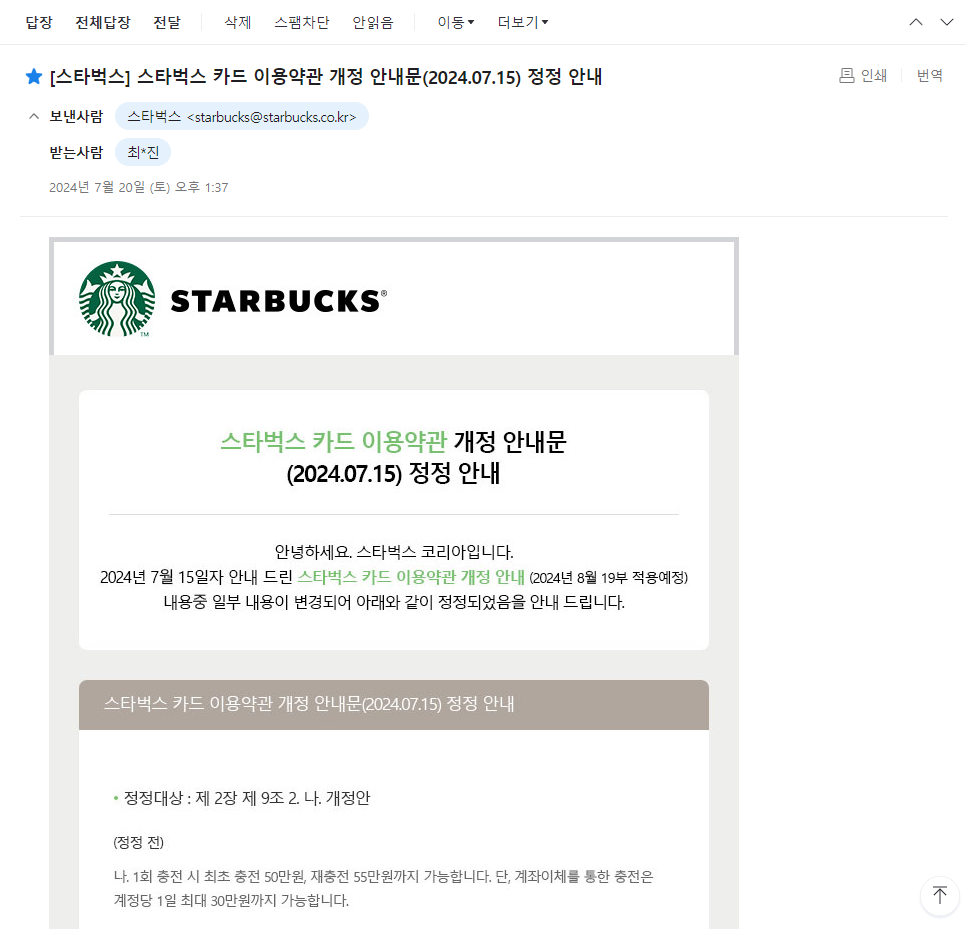 답장 전체답장 전달 삭제 스팸차단 안읽음 이동 더보기
[스타벅스] 스타벅스 카드 이용약관 개정 안내문(2024.07.15) 정정 안내
인쇄 번역
보낸사람 스타벅스 <starbucks@starbucks.co.kr>
받는사람 최*진
2024년 7월 20일 (토) 오후 1:37
STARBUCKS®
TM
스타벅스 카드 이용약관 개정 안내문
(2024.07.15) 정정 안내
안녕하세요. 스타벅스 코리아입니다.
2024년 7월 15일자 안내 드린 스타벅스 카드 이용약관 개정 안내 (2024년 8월 19부 적용예정)
내용중 일부 내용이 변경되어 아래와 같이 정정되었음을 안내 드립니다.
스타벅스 카드 이용약관 개정 안내문(2024.07.15) 정정 안내
• 정정대상 : 제 2장 제 9조 2. 나. 개정안
(정정 전)
나. 1회 충전 시 최초 충전 50만원, 재충전 55만원까지 가능합니다. 단, 계좌이체를 통한 충전은
계정당 1일 최대 30만원까지 가능합니다.